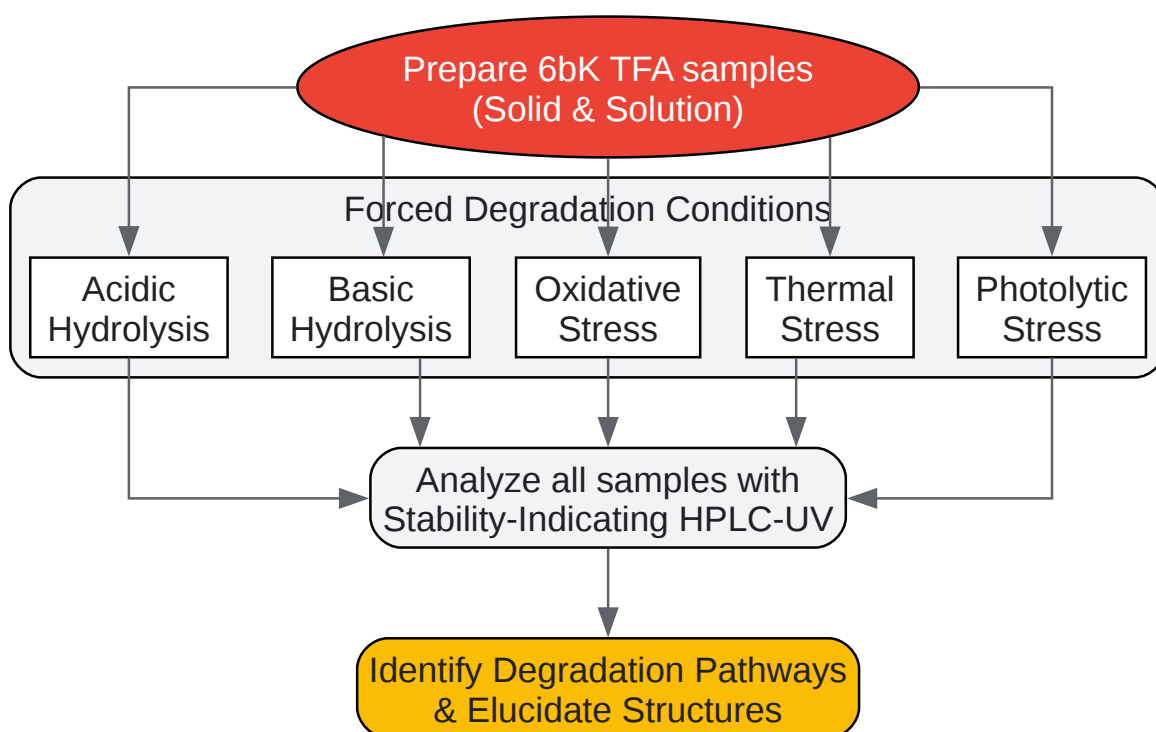 Prepare 6bK TFA samples
(Solid & Solution)
Forced Degradation Conditions
Acidic
Hydrolysis
Basic
Hydrolysis
Oxidative
Stress
Thermal
Stress
Photolytic
Stress
Analyze all samples with
Stability-Indicating HPLC-UV
Identify Degradation Pathways
& Elucidate Structures